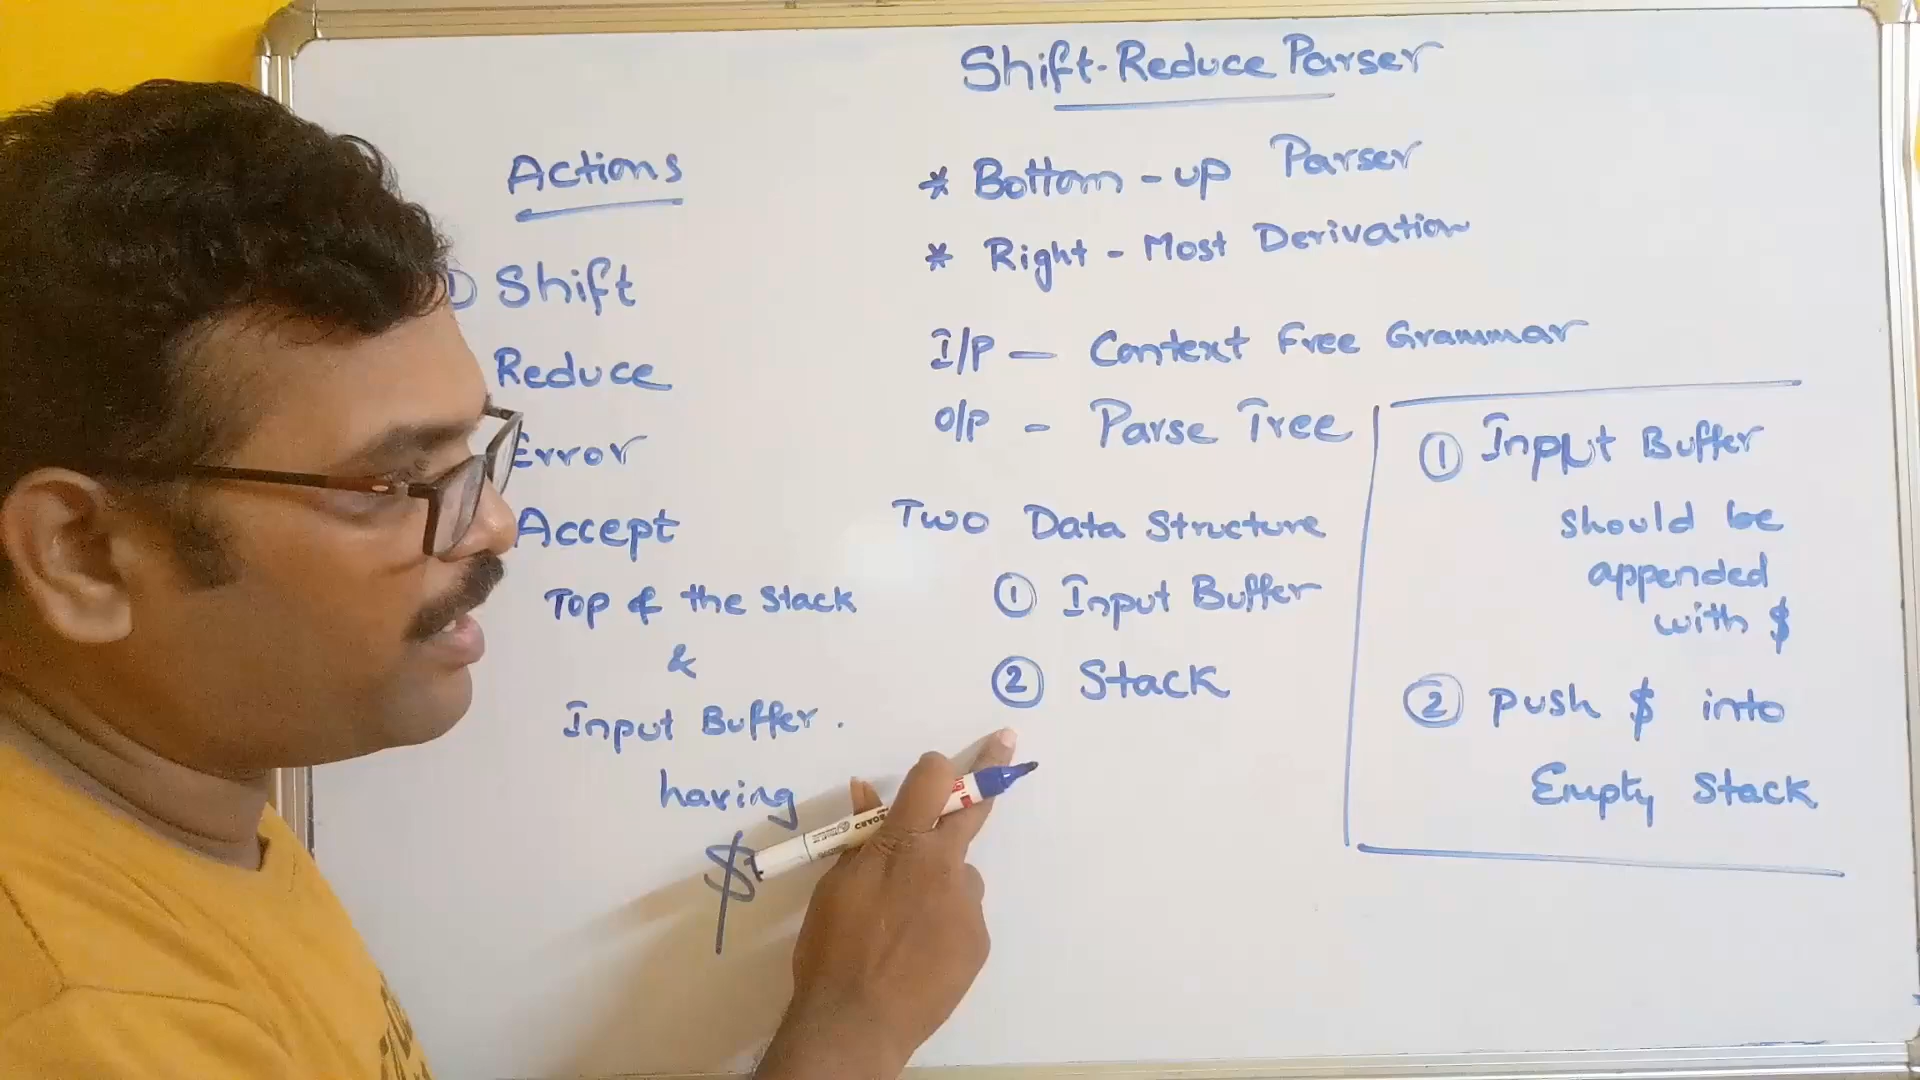 Shift-Reduce Parser
Actions
① Shift
Reduce
Error
Accept
Top of the Stack
&
Input Buffer.
having
$
* Bottom-up Parser
* Right-Most Derivation
I/P — Context Free Grammar
O/P - Parse Tree
Two Data Structure
① Input Buffer
② Stack
① Input Buffer
should be
appended
with $
② Push $ into
Empty Stack